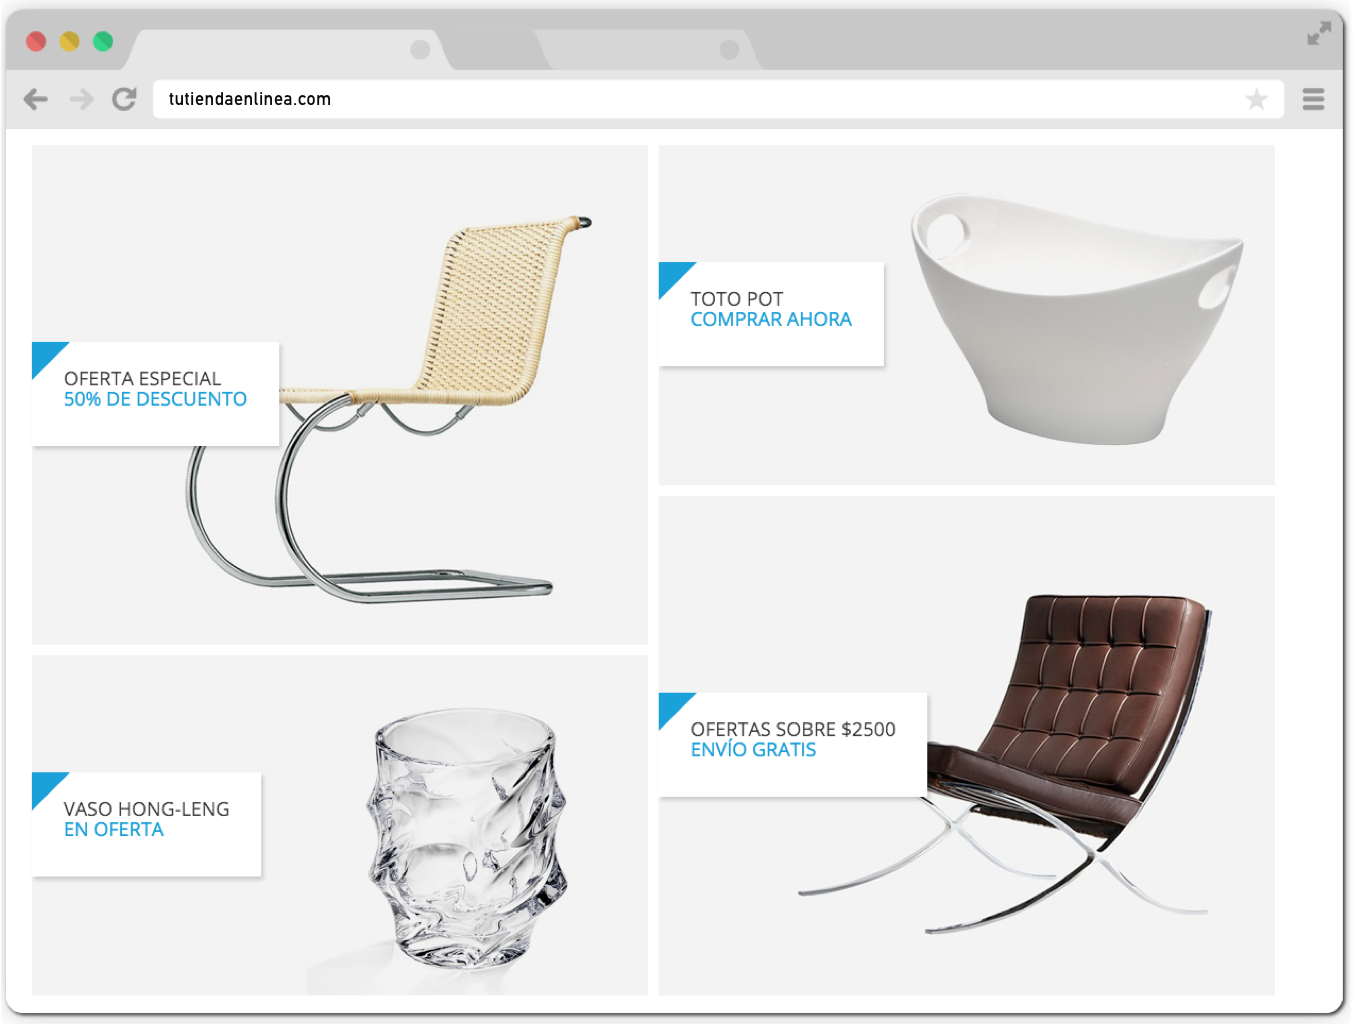 tutiendaenlinea.com
OFERTA ESPECIAL
50% DE DESCUENTO
TOTO POT
COMPRAR AHORA
VASO HONG-LENG
EN OFERTA
OFERTAS SOBRE $2500
ENVÍO GRATIS